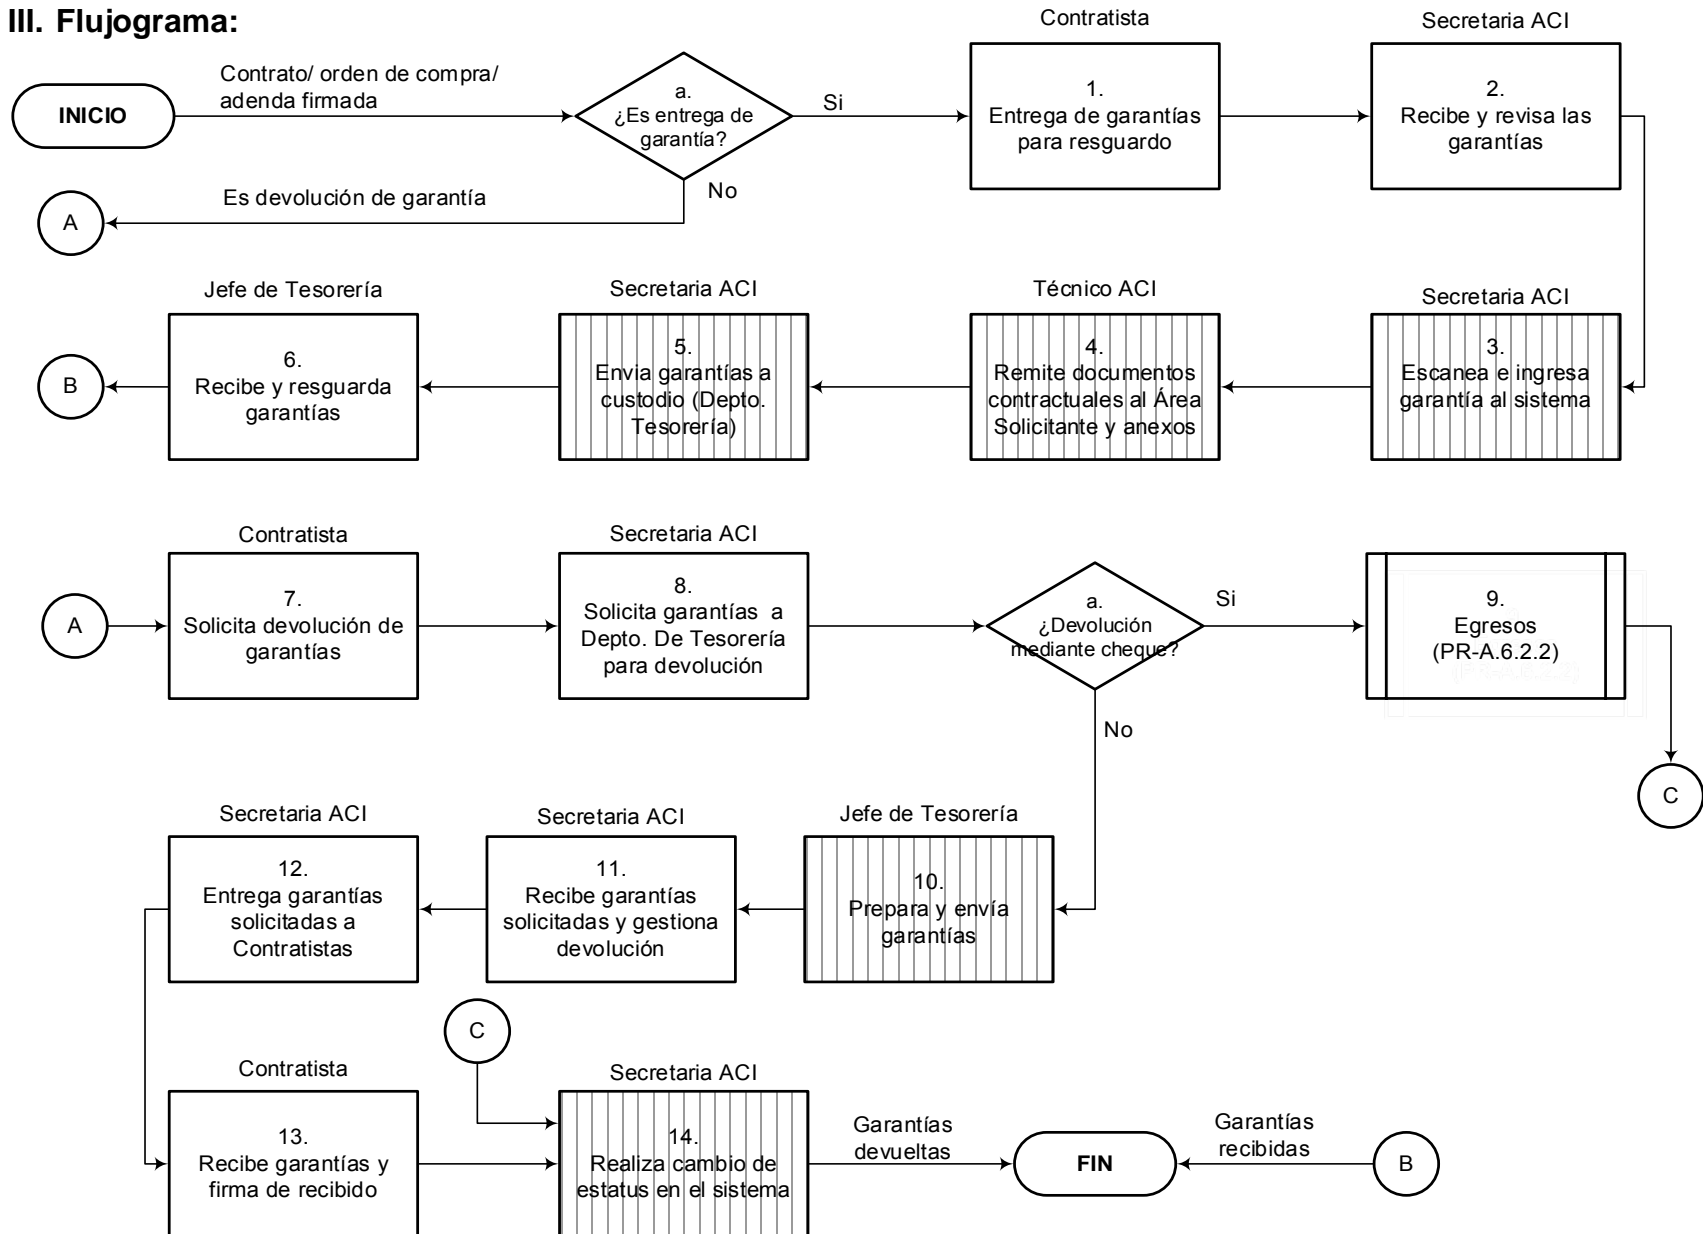 III. Flujograma:
Contratista
Secretaria ACI
INICIO
Contrato/ orden de compra/
adenda firmada
a.
¿Es entrega de
garantía?
Si
1.
Entrega de garantías
para resguardo
2.
Recibe y revisa las
garantías
No
Es devolución de garantía
A
Jefe de Tesorería
Secretaria ACI
Técnico ACI
Secretaria ACI
B
6.
Recibe y resguarda
garantías
5.
Envia garantías a
custodio (Depto.
Tesorería)
4.
Remite documentos
contractuales al Área
Solicitante y anexos
3.
Escanea e ingresa
garantía al sistema
Contratista
Secretaria ACI
A
7.
Solicita devolución de
garantías
8.
Solicita garantías a
Depto. De Tesorería
para devolución
a.
¿Devolución
mediante cheque?
Si
9.
Egresos
(PR-A.6.2.2)
No
C
Secretaria ACI
Secretaria ACI
Jefe de Tesorería
12.
Entrega garantías
solicitadas a
Contratistas
11.
Recibe garantías
solicitadas y gestiona
devolución
10.
Prepara y envía
garantías
C
Contratista
Secretaria ACI
13.
Recibe garantías y
firma de recibido
14.
Realiza cambio de
estatus en el sistema
Garantías
devueltas
FIN
Garantías
recibidas
B